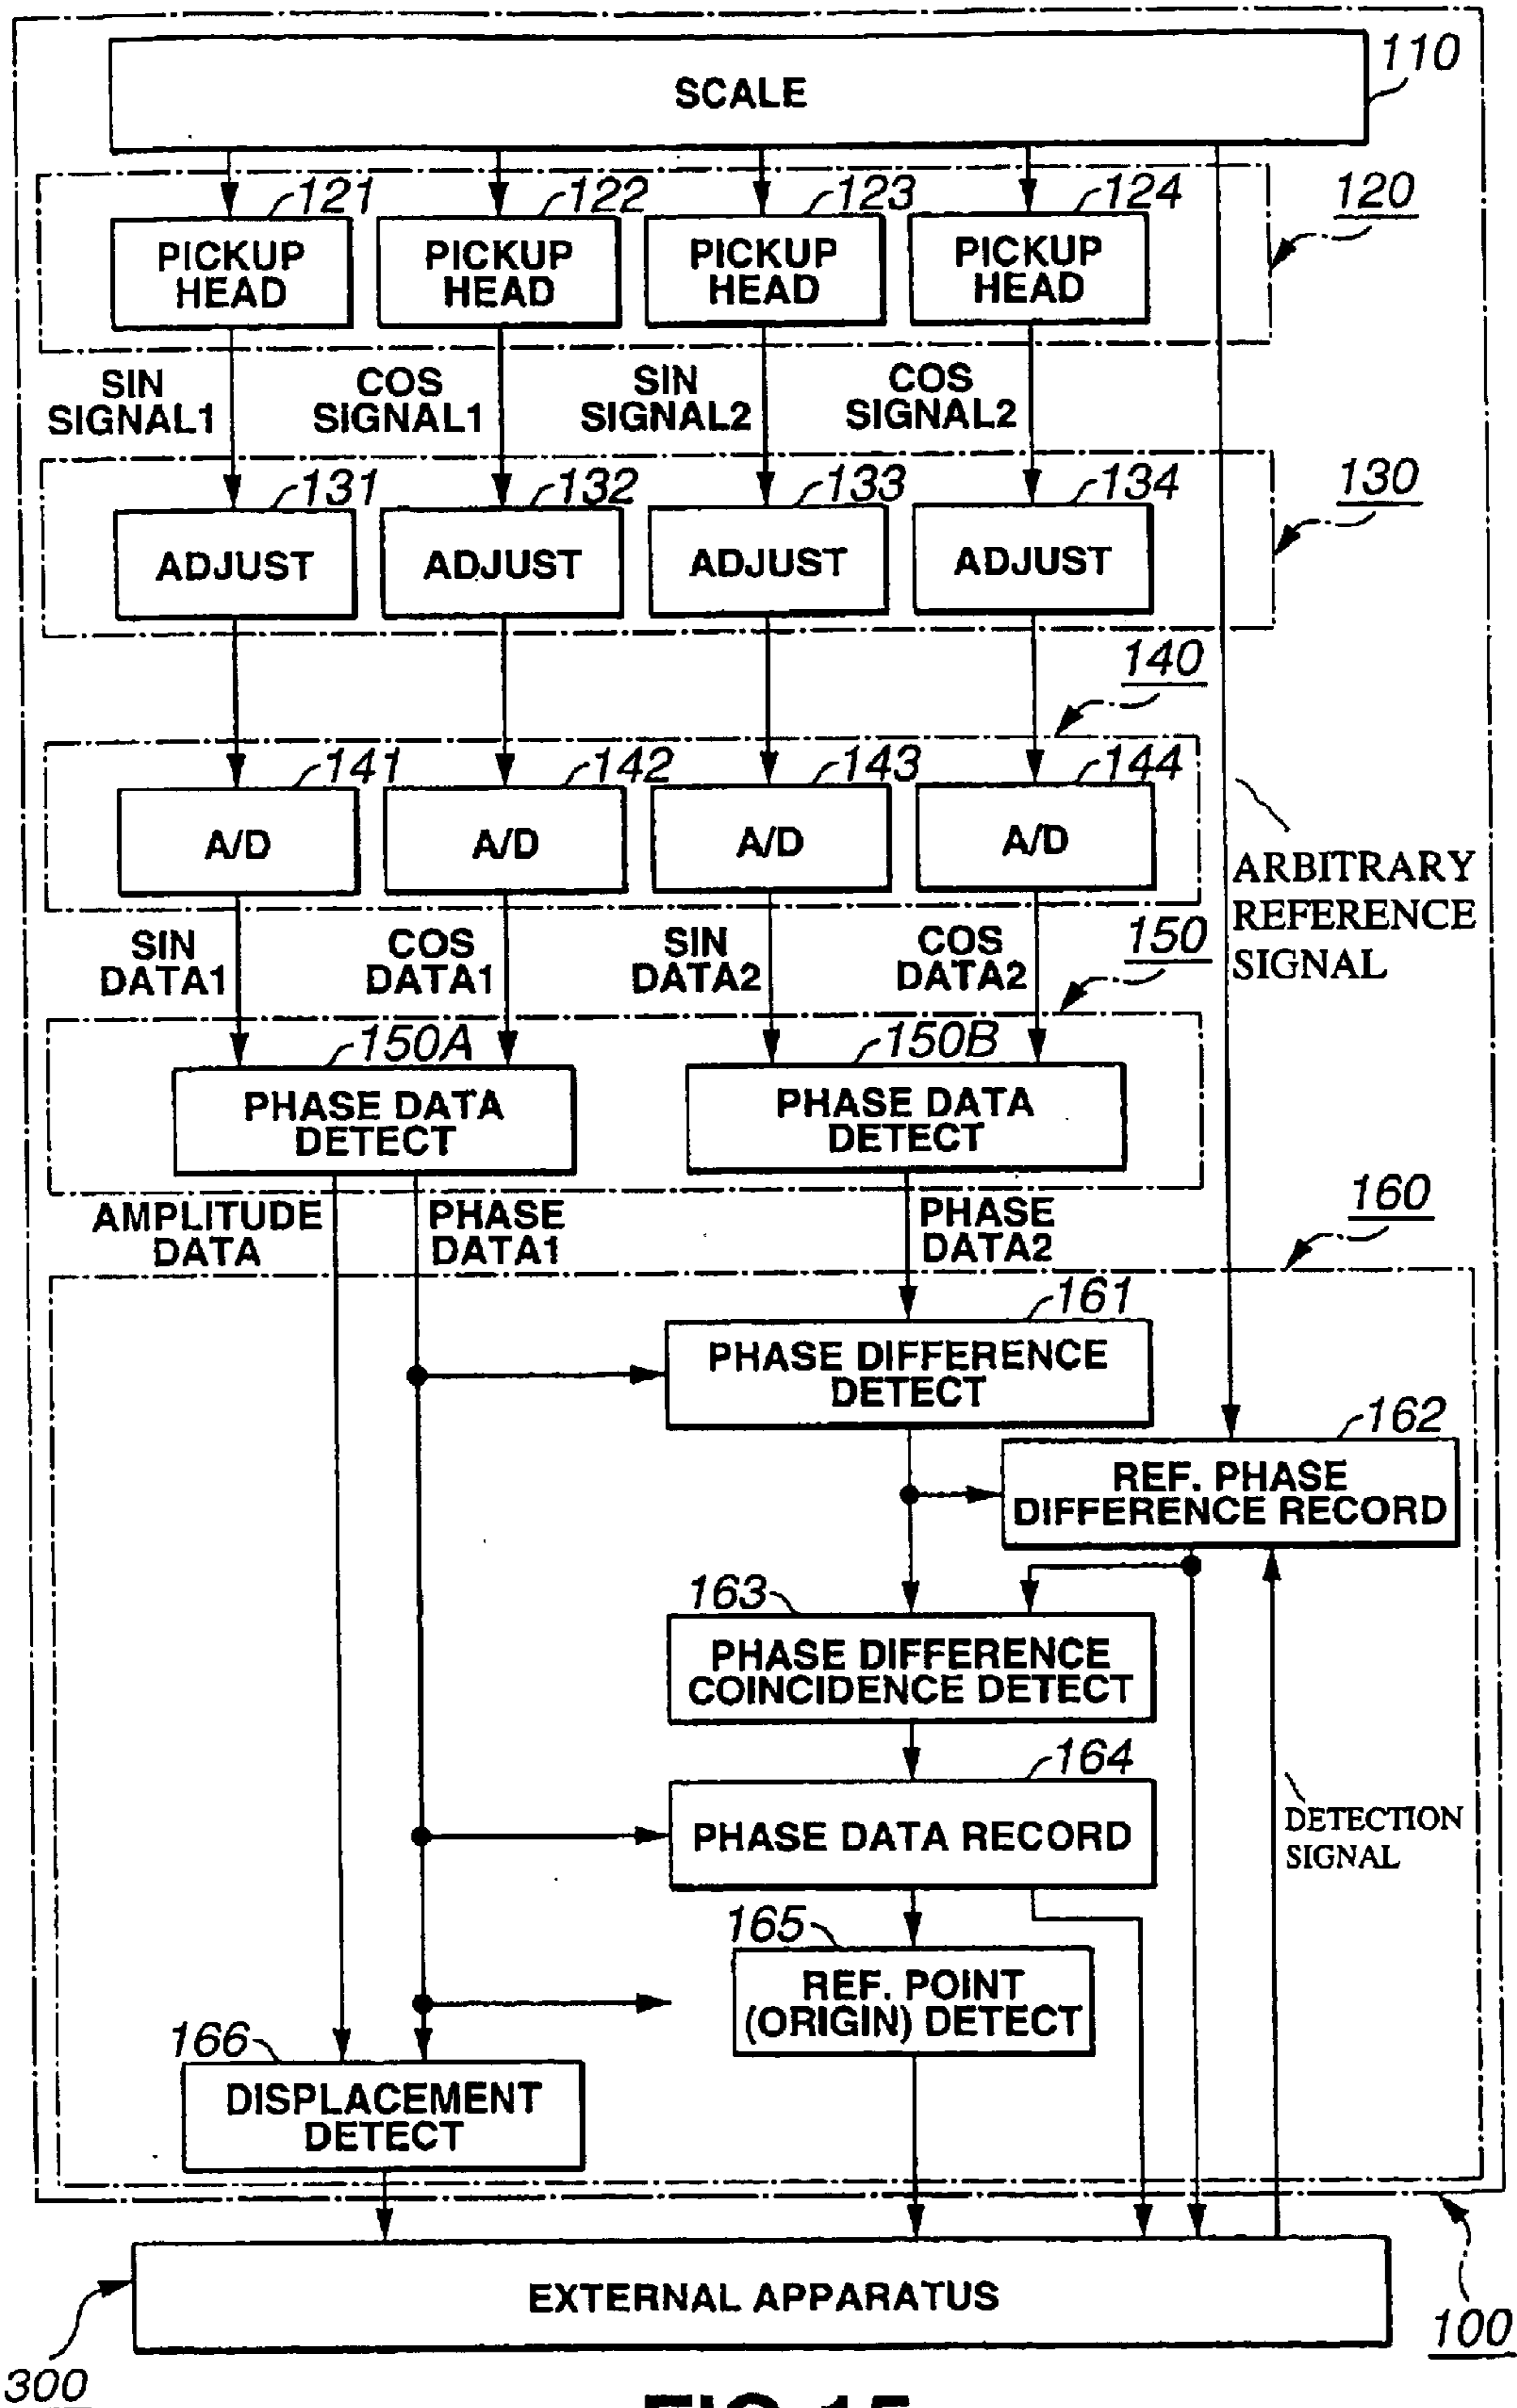 110
SCALE
120
121
122
123
124
PICKUP
HEAD
PICKUP
HEAD
PICKUP
HEAD
PICKUP
HEAD
SIN
SIGNAL1
COS
SIGNAL1
SIN
SIGNAL2
COS
SIGNAL2
130
131
132
133
134
ADJUST
ADJUST
ADJUST
ADJUST
140
141
142
143
144
A/D
A/D
A/D
A/D
ARBITRARY
REFERENCE
SIGNAL
SIN
DATA1
COS
DATA1
SIN
DATA2
COS
DATA2
150
150A
150B
PHASE DATA
DETECT
PHASE DATA
DETECT
AMPLITUDE
DATA
PHASE
DATA1
PHASE
DATA2
160
161
PHASE DIFFERENCE
DETECT
162
REF. PHASE
DIFFERENCE RECORD
163
PHASE DIFFERENCE
COINCIDENCE DETECT
164
PHASE DATA RECORD
DETECTION
SIGNAL
165
REF. POINT
(ORIGIN) DETECT
166
DISPLACEMENT
DETECT
EXTERNAL APPARATUS
100
300
FIG.15